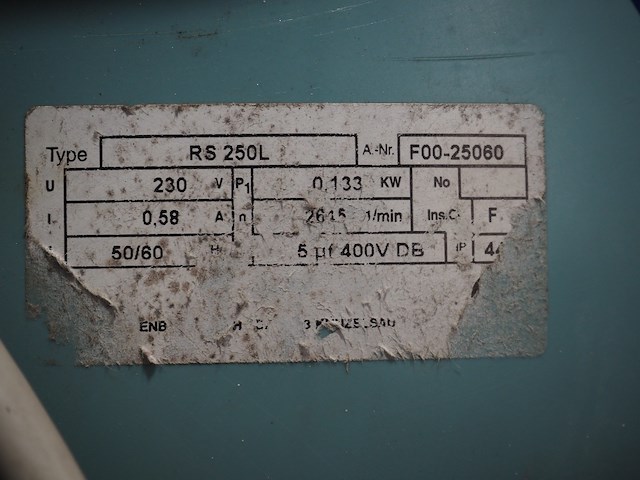 Type RS 250L A.-Nr. F00-25060
U 230 V P1 0,133 KW No
I 0,58 A n 2615 1/min Ins.C. F
50/60 5 µf 400V DB IP 44
ENB